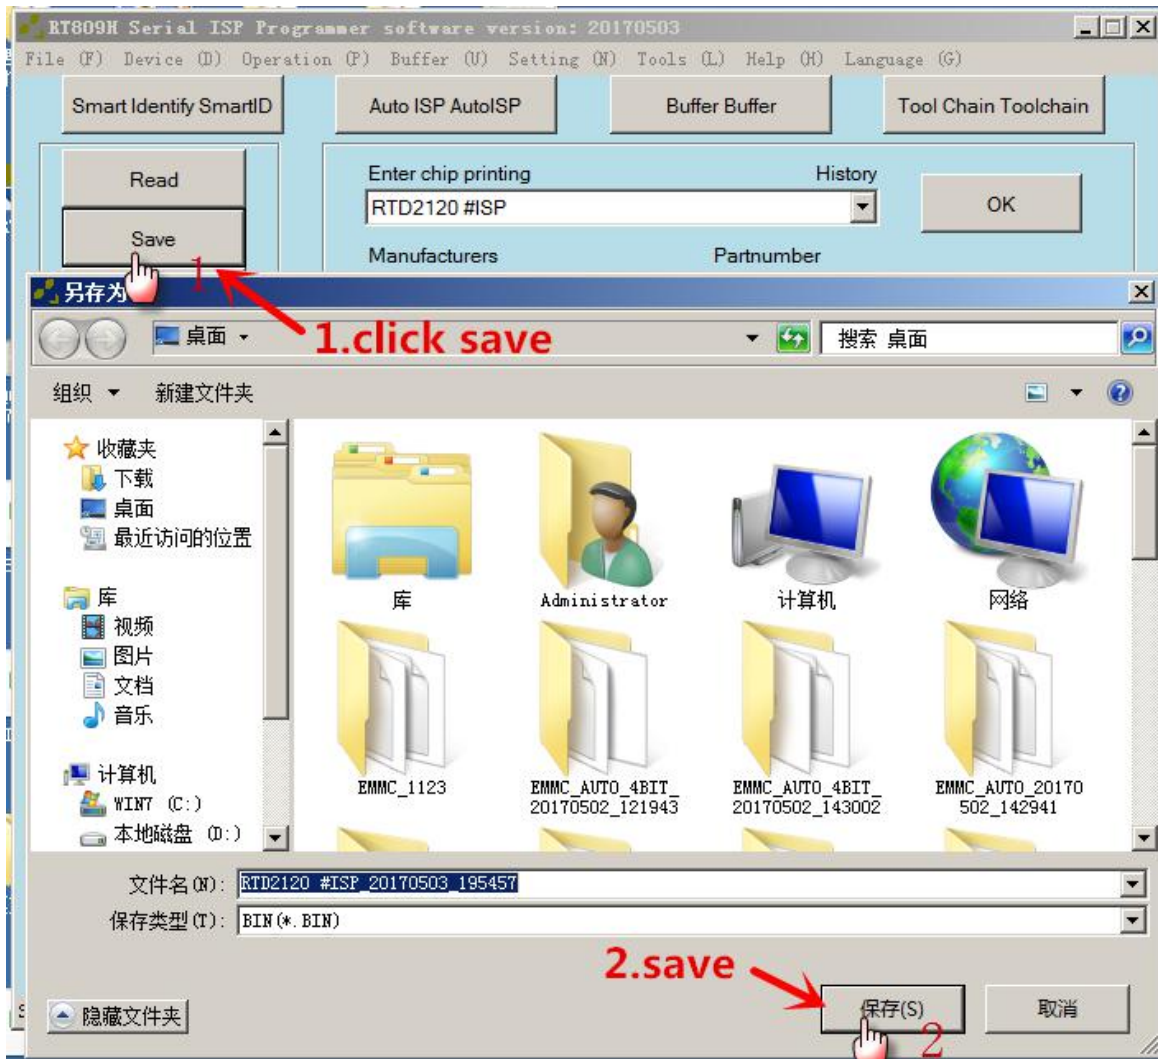 RT809H Serial ISP Programmer software version: 20170503
File (F) Device (D) Operation (P) Buffer (U) Setting (N) Tools (L) Help (H) Language (G)
Smart Identify SmartID
Auto ISP AutoISP
Buffer Buffer
Tool Chain Toolchain
Read
Enter chip printing
History
RTD2120 #ISP
OK
Save
Manufacturers
Partnumber
1
另存为
1.click save
桌面
搜索 桌面
组织
新建文件夹
收藏夹
下载
桌面
最近访问的位置
库
视频
图片
文档
音乐
计算机
WIN7 (C:)
本地磁盘 (D:)
库
Administrator
计算机
网络
EMMC_1123
EMMC_AUTO_4BIT_
20170502_121943
EMMC_AUTO_4BIT_
20170502_143002
EMMC_AUTO_20170
502_142941
文件名(N):
RTD2120 #ISP_20170503_195457
保存类型(T):
BIN(*.BIN)
2.save
隐藏文件夹
保存(S)
取消
2